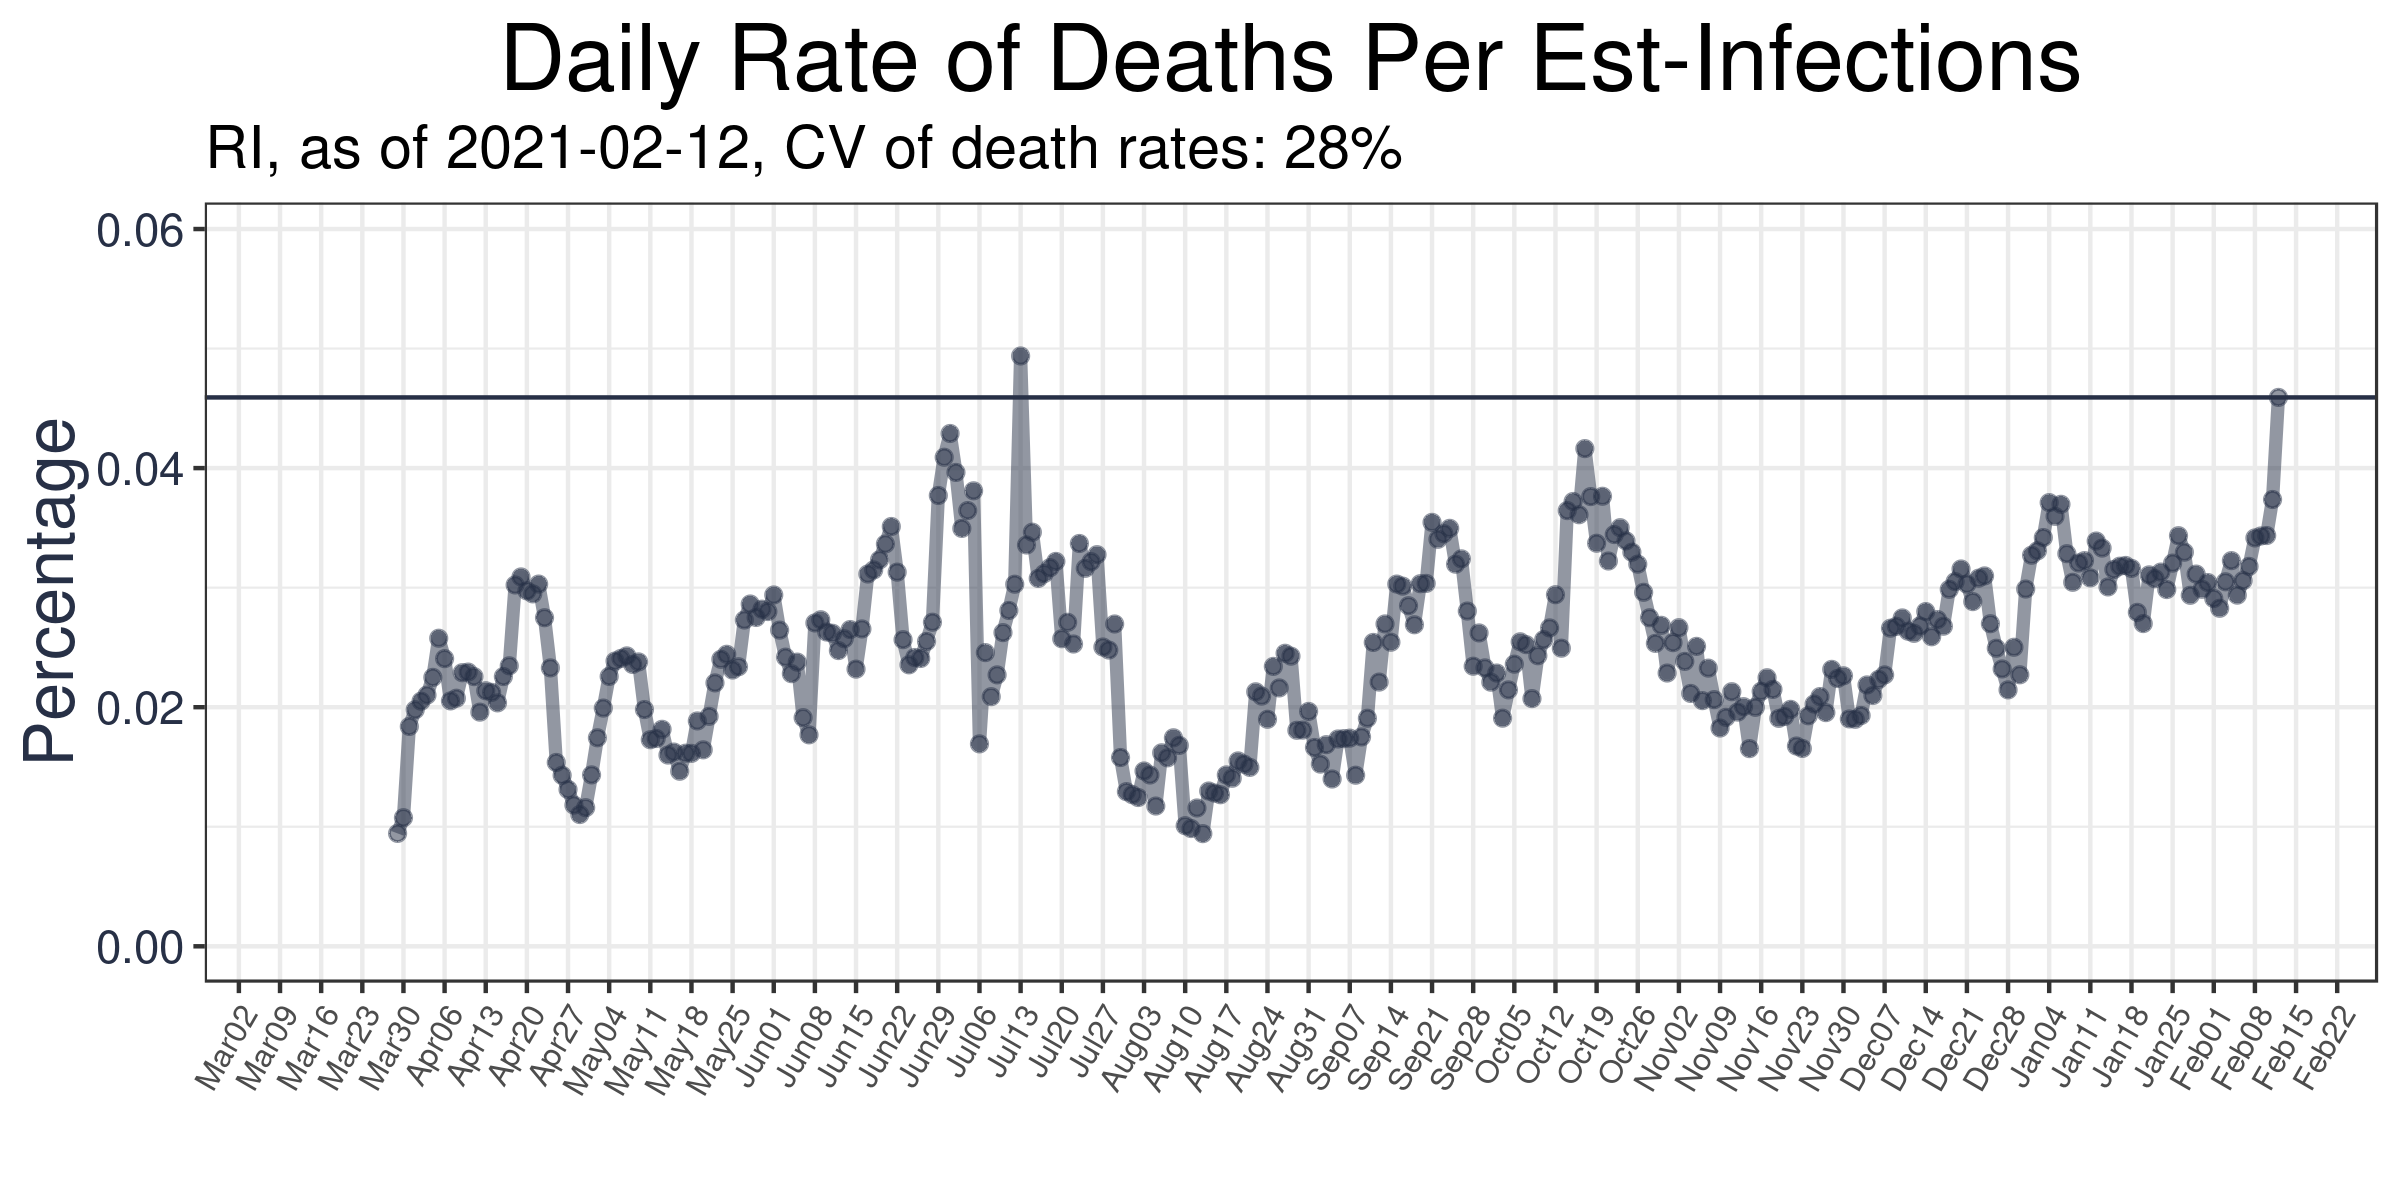 Daily Rate of Deaths Per Est-Infections
RI, as of 2021-02-12, CV of death rates: 28%
Percentage
0.06
0.04
0.02
0.00
Mar02
Mar09
Mar16
Mar23
Mar30
Apr06
Apr13
Apr20
Apr27
May04
May11
May18
May25
Jun01
Jun08
Jun15
Jun22
Jun29
Jul06
Jul13
Jul20
Jul27
Aug03
Aug10
Aug17
Aug24
Aug31
Sep07
Sep14
Sep21
Sep28
Oct05
Oct12
Oct19
Oct26
Nov02
Nov09
Nov16
Nov23
Nov30
Dec07
Dec14
Dec21
Dec28
Jan04
Jan11
Jan18
Jan25
Feb01
Feb08
Feb15
Feb22